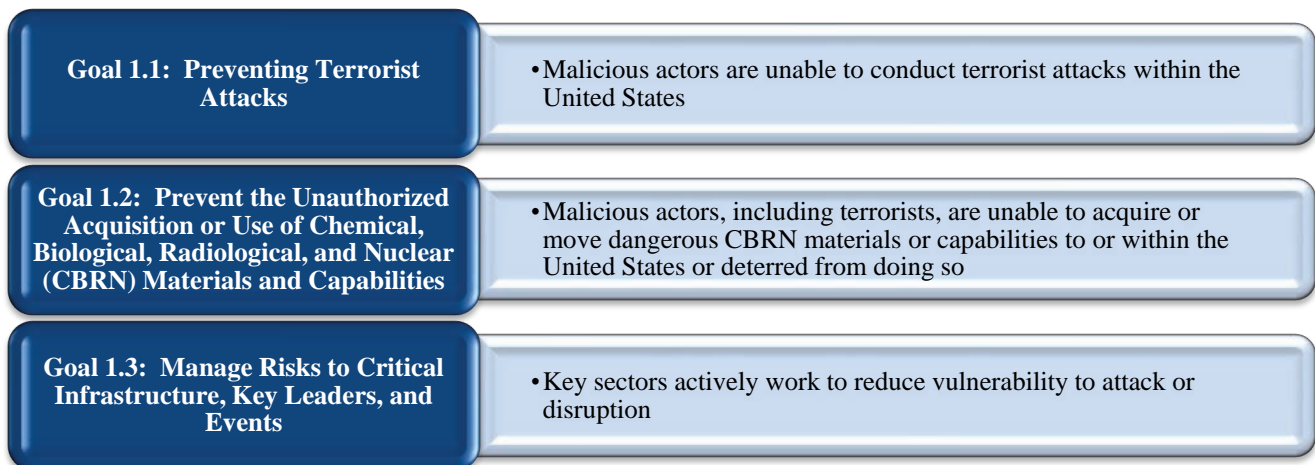 Goal 1.1:  Preventing Terrorist
Attacks
•Malicious actors are unable to conduct terrorist attacks within the
United States
Goal 1.2:  Prevent the Unauthorized
Acquisition or Use of Chemical,
Biological, Radiological, and Nuclear
(CBRN) Materials and Capabilities
•Malicious actors, including terrorists, are unable to acquire or
move dangerous CBRN materials or capabilities to or within the
United States or deterred from doing so
Goal 1.3:  Manage Risks to Critical
Infrastructure, Key Leaders, and
Events
•Key sectors actively work to reduce vulnerability to attack or
disruption